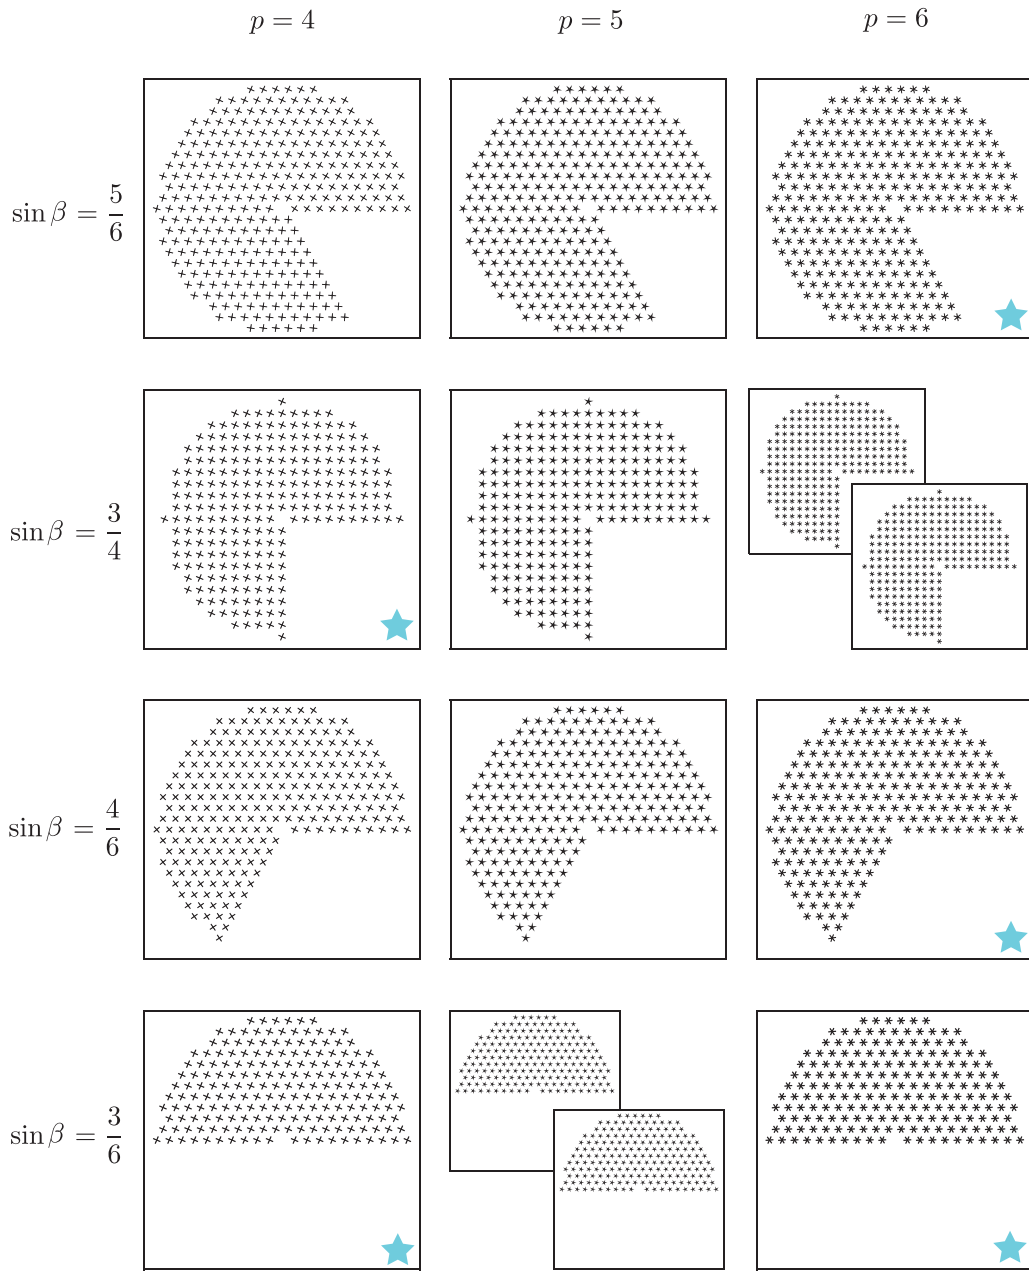 p = 4 p = 5 p = 6
sin β = 5/6
sin β = 3/4
sin β = 4/6
sin β = 3/6